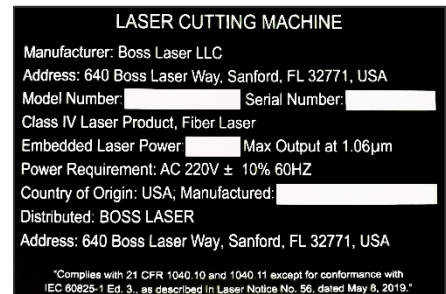 LASER CUTTING MACHINE
Manufacturer: Boss Laser LLC
Address: 640 Boss Laser Way, Sanford, FL 32771, USA
Model Number: Serial Number:
Class IV Laser Product, Fiber Laser
Embedded Laser Power: Max Output at 1.06µm
Power Requirement: AC 220V ± 10% 60HZ
Country of Origin: USA; Manufactured:
Distributed: BOSS LASER
Address: 640 Boss Laser Way, Sanford, FL 32771, USA
"Complies with 21 CFR 1040.10 and 1040.11 except for conformance with
IEC 60825-1 Ed. 3., as described in Laser Notice No. 56, dated May 8, 2019."